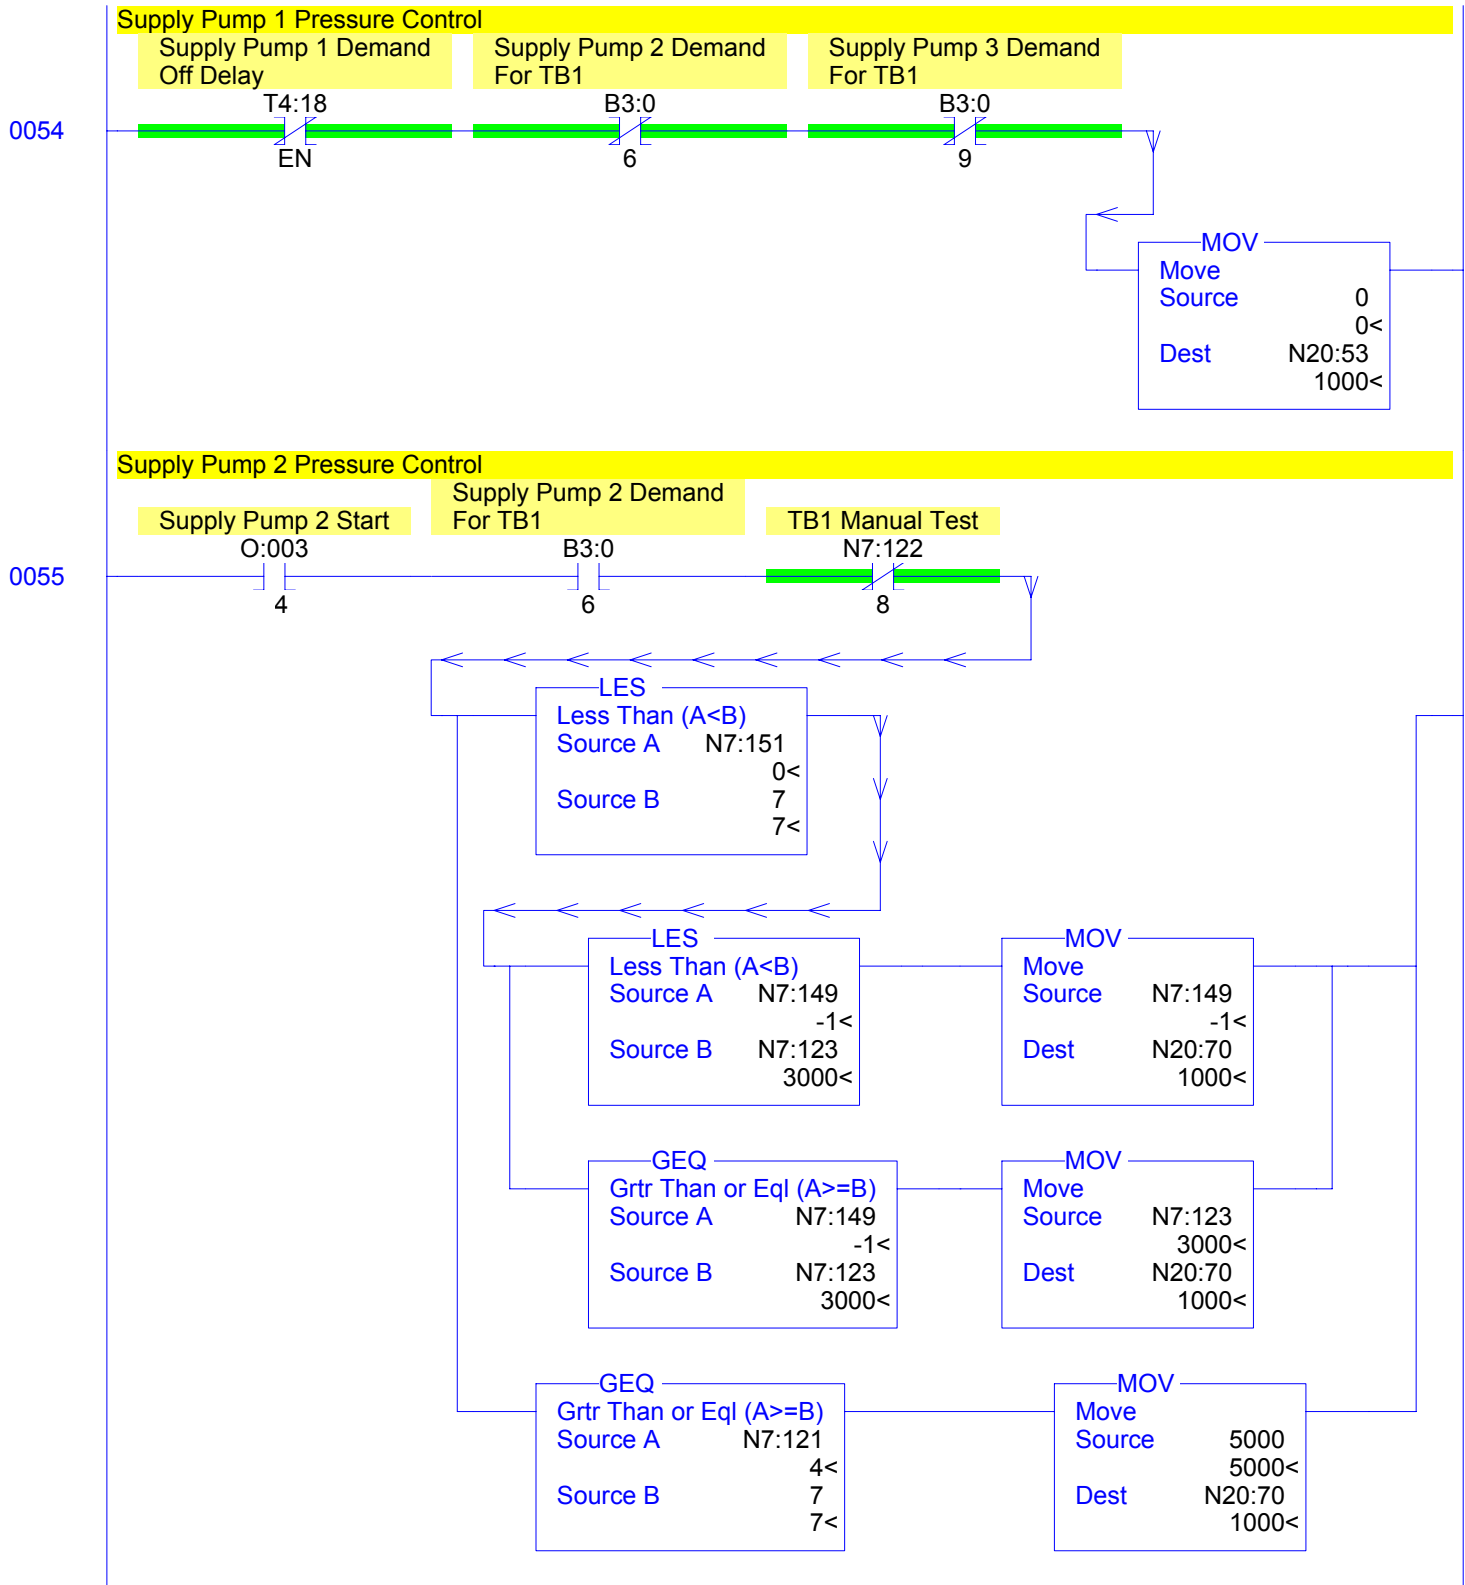 Supply Pump 1 Pressure Control
Supply Pump 1 Demand
Off Delay
Supply Pump 2 Demand
For TB1
Supply Pump 3 Demand
For TB1
T4:18
B3:0
B3:0
0054
EN
6
9
MOV
Move
Source 0
0<
Dest N20:53
1000<
Supply Pump 2 Pressure Control
Supply Pump 2 Start
Supply Pump 2 Demand
For TB1
TB1 Manual Test
O:003
B3:0
N7:122
0055
4
6
8
LES
Less Than (A<B)
Source A N7:151
0<
Source B 7
7<
LES
Less Than (A<B)
Source A N7:149
-1<
Source B N7:123
3000<
MOV
Move
Source N7:149
-1<
Dest N20:70
1000<
GEQ
Grtr Than or Eql (A>=B)
Source A N7:149
-1<
Source B N7:123
3000<
MOV
Move
Source N7:123
3000<
Dest N20:70
1000<
GEQ
Grtr Than or Eql (A>=B)
Source A N7:121
4<
Source B 7
7<
MOV
Move
Source 5000
5000<
Dest N20:70
1000<